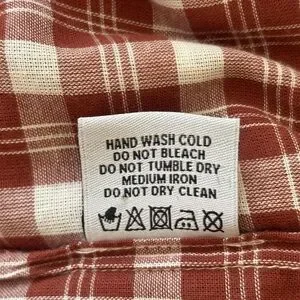 HAND WASH COLD
DO NOT BLEACH
DO NOT TUMBLE DRY
MEDIUM IRON
DO NOT DRY CLEAN